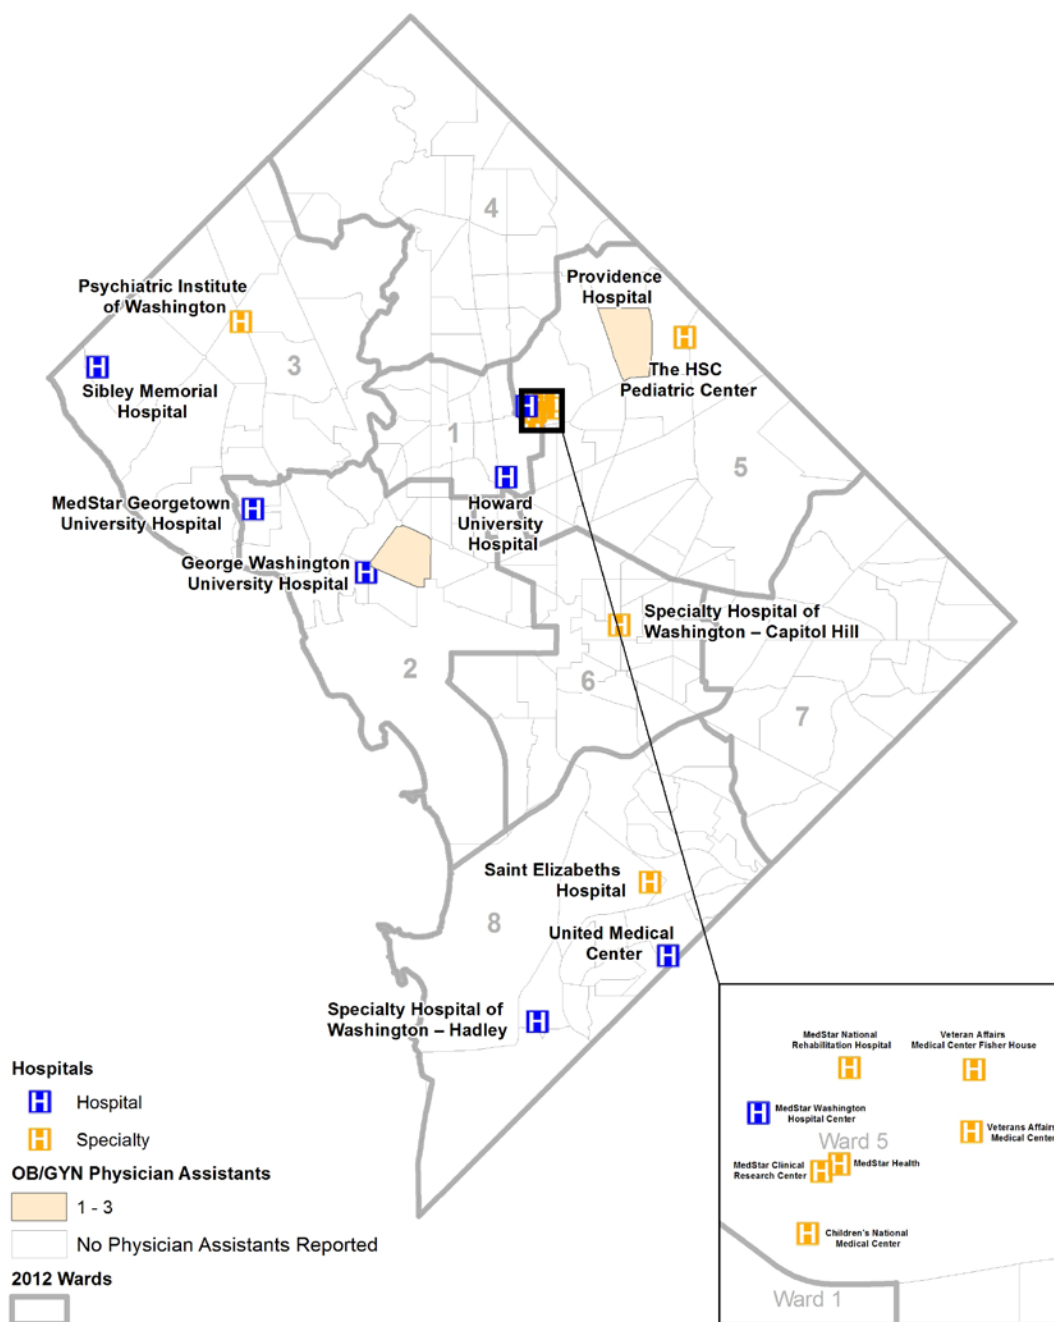 4
Providence
Hospital
Psychiatric Institute
of Washington
H
H
3
H
The HSC
Pediatric Center
Sibley Memorial
Hospital
H
1
5
H
MedStar Georgetown
University Hospital
H
Howard
University
Hospital
George Washington
University Hospital
H
Specialty Hospital of
Washington – Capitol Hill
H
2
6
7
Saint Elizabeths
Hospital
H
8
United Medical
Center
H
Specialty Hospital of
Washington – Hadley
H
MedStar National
Rehabilitation Hospital
H
Veteran Affairs
Medical Center Fisher House
H
H
MedStar Washington
Hospital Center
H
Veterans Affairs
Medical Center
Ward 5
MedStar Clinical
Research Center
H
H
MedStar Health
H
Children's National
Medical Center
Ward 1
Hospitals
H
Hospital
H
Specialty
OB/GYN Physician Assistants
1 - 3
No Physician Assistants Reported
2012 Wards